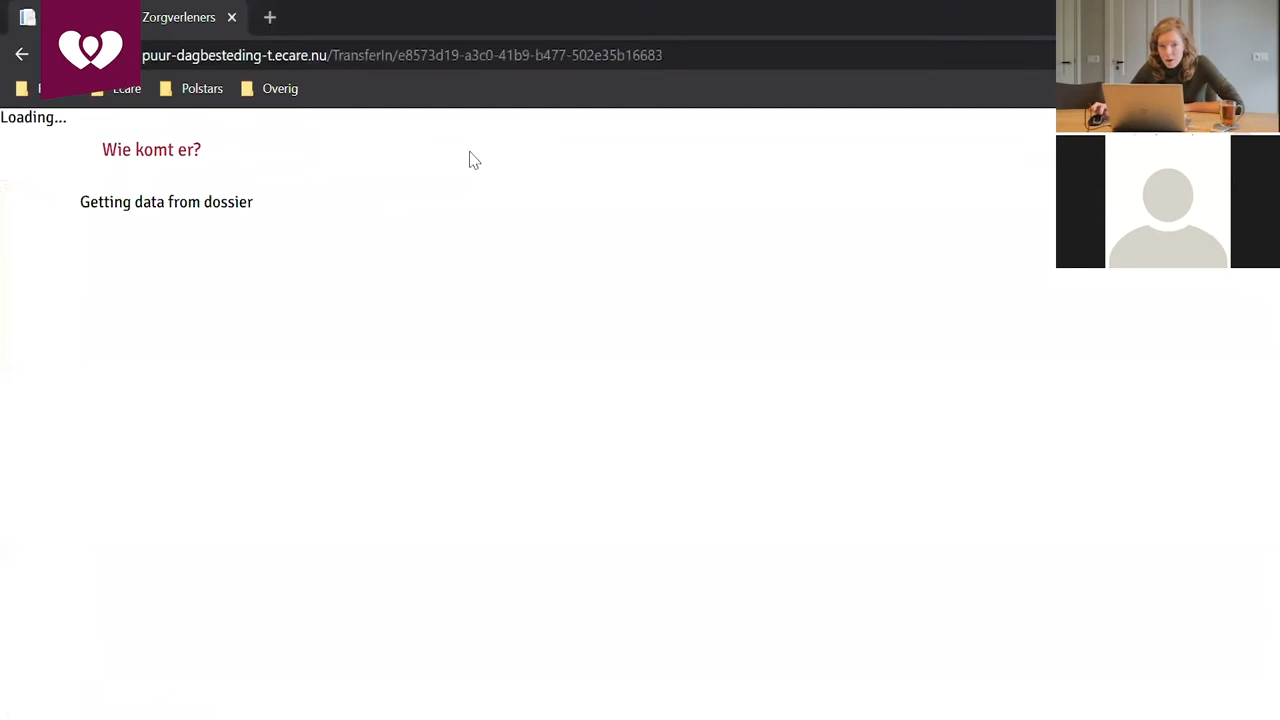 Zorgverleners
puur-dagbesteding-t.ecare.nu/TransferIn/e8573d19-a3c0-41b9-b477-502e35b16683
Ecare
Polstars
Overig
Loading...
Wie komt er?
Getting data from dossier